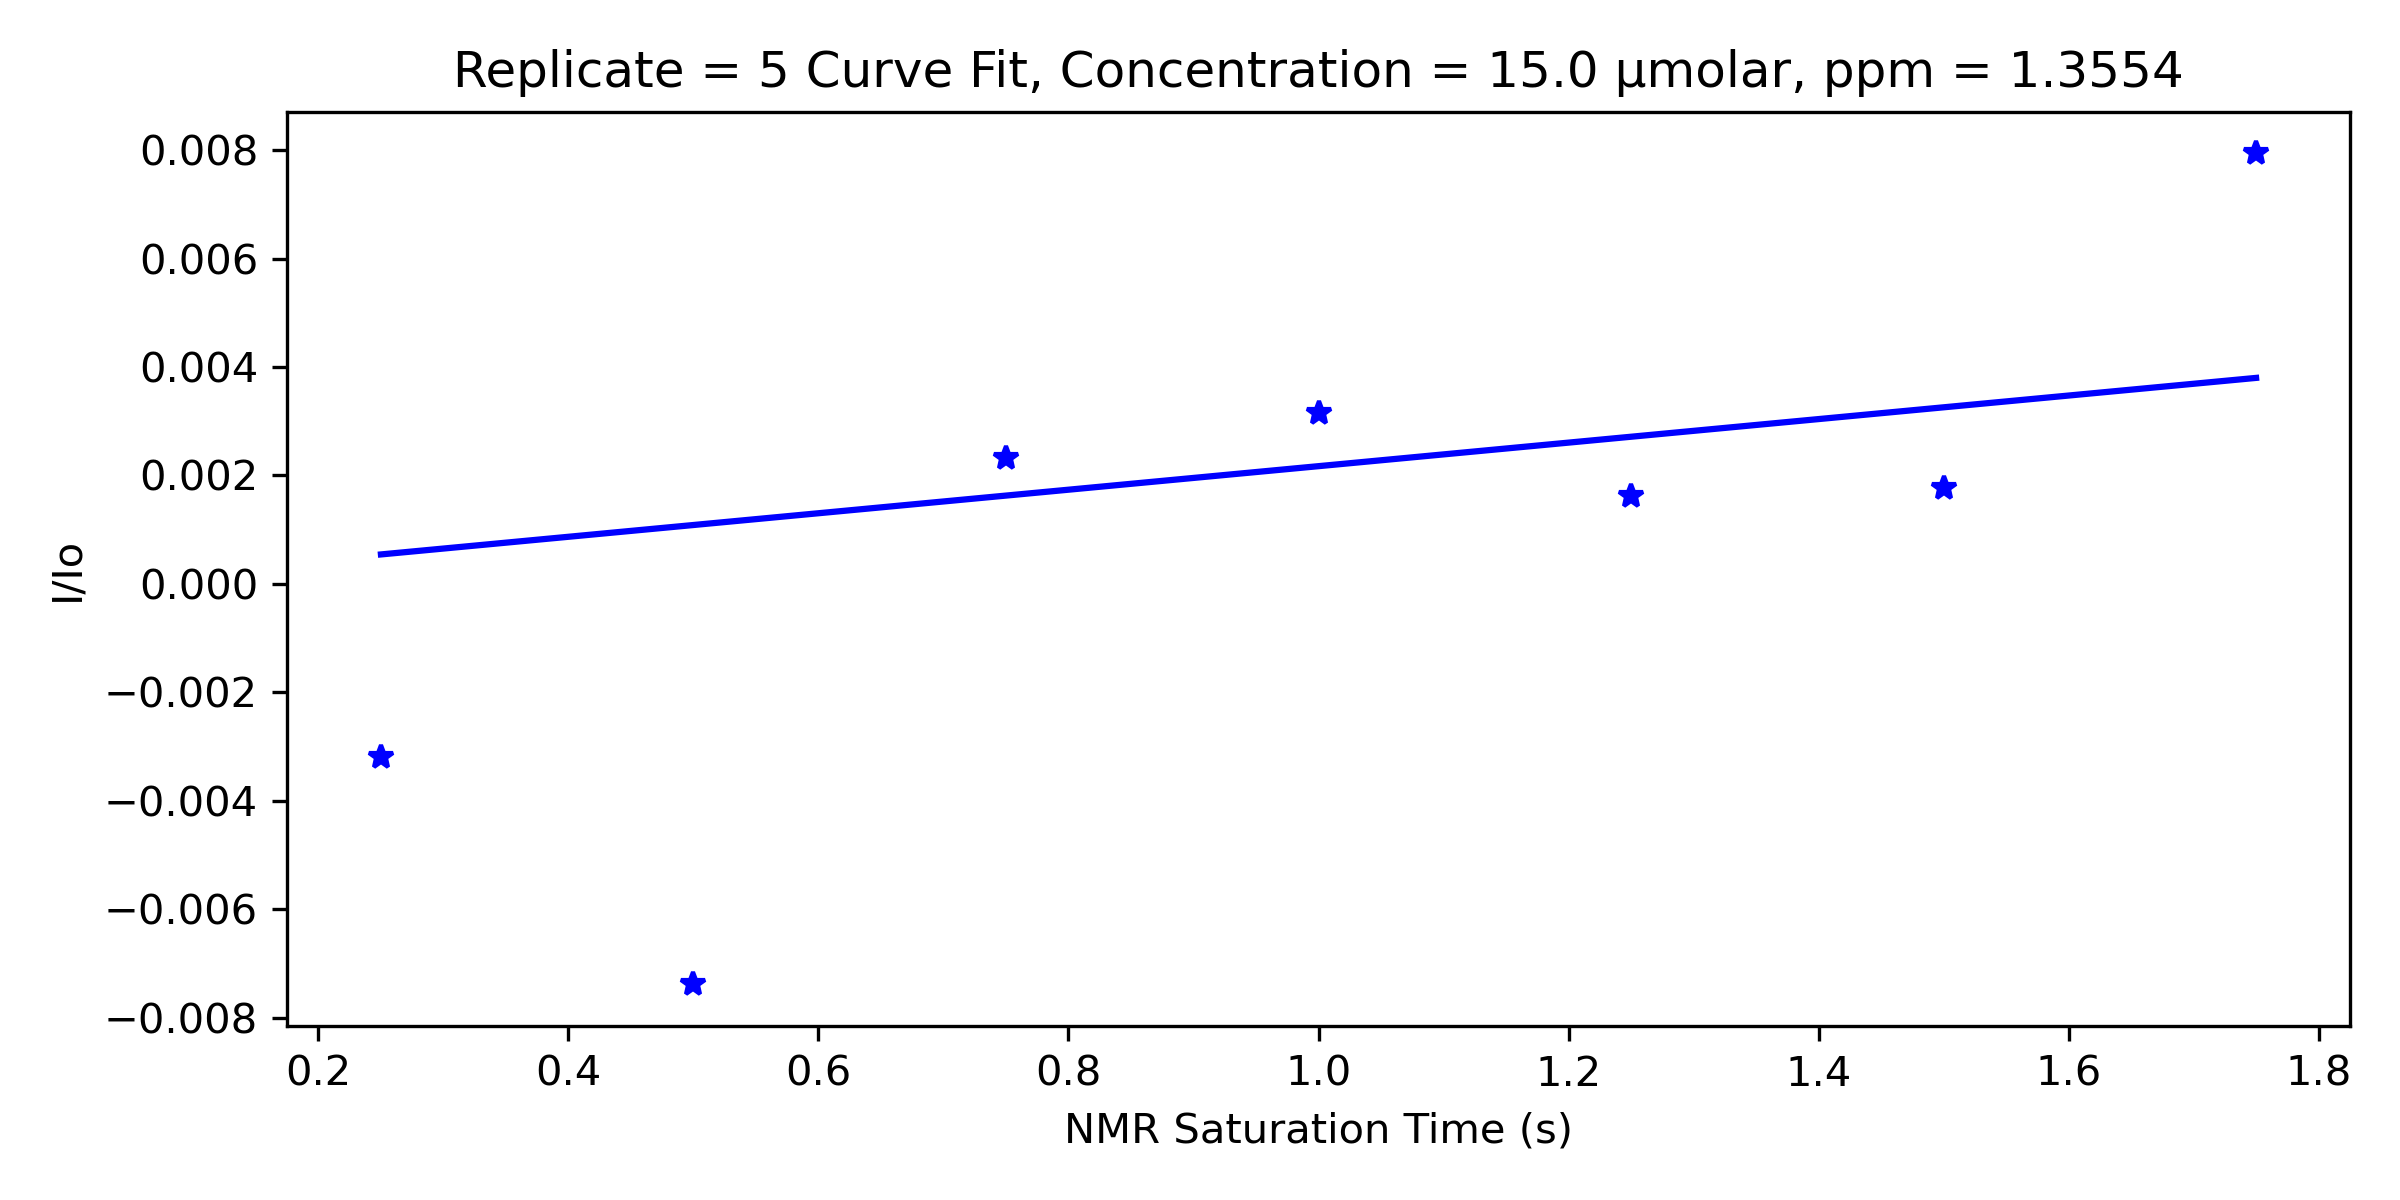 Replicate = 5 Curve Fit, Concentration = 15.0 µmolar, ppm = 1.3554
0.008
0.006
0.004
0.002
0.000
−0.002
−0.004
−0.006
−0.008
I/Io
0.2 0.4 0.6 0.8 1.0 1.2 1.4 1.6 1.8
NMR Saturation Time (s)